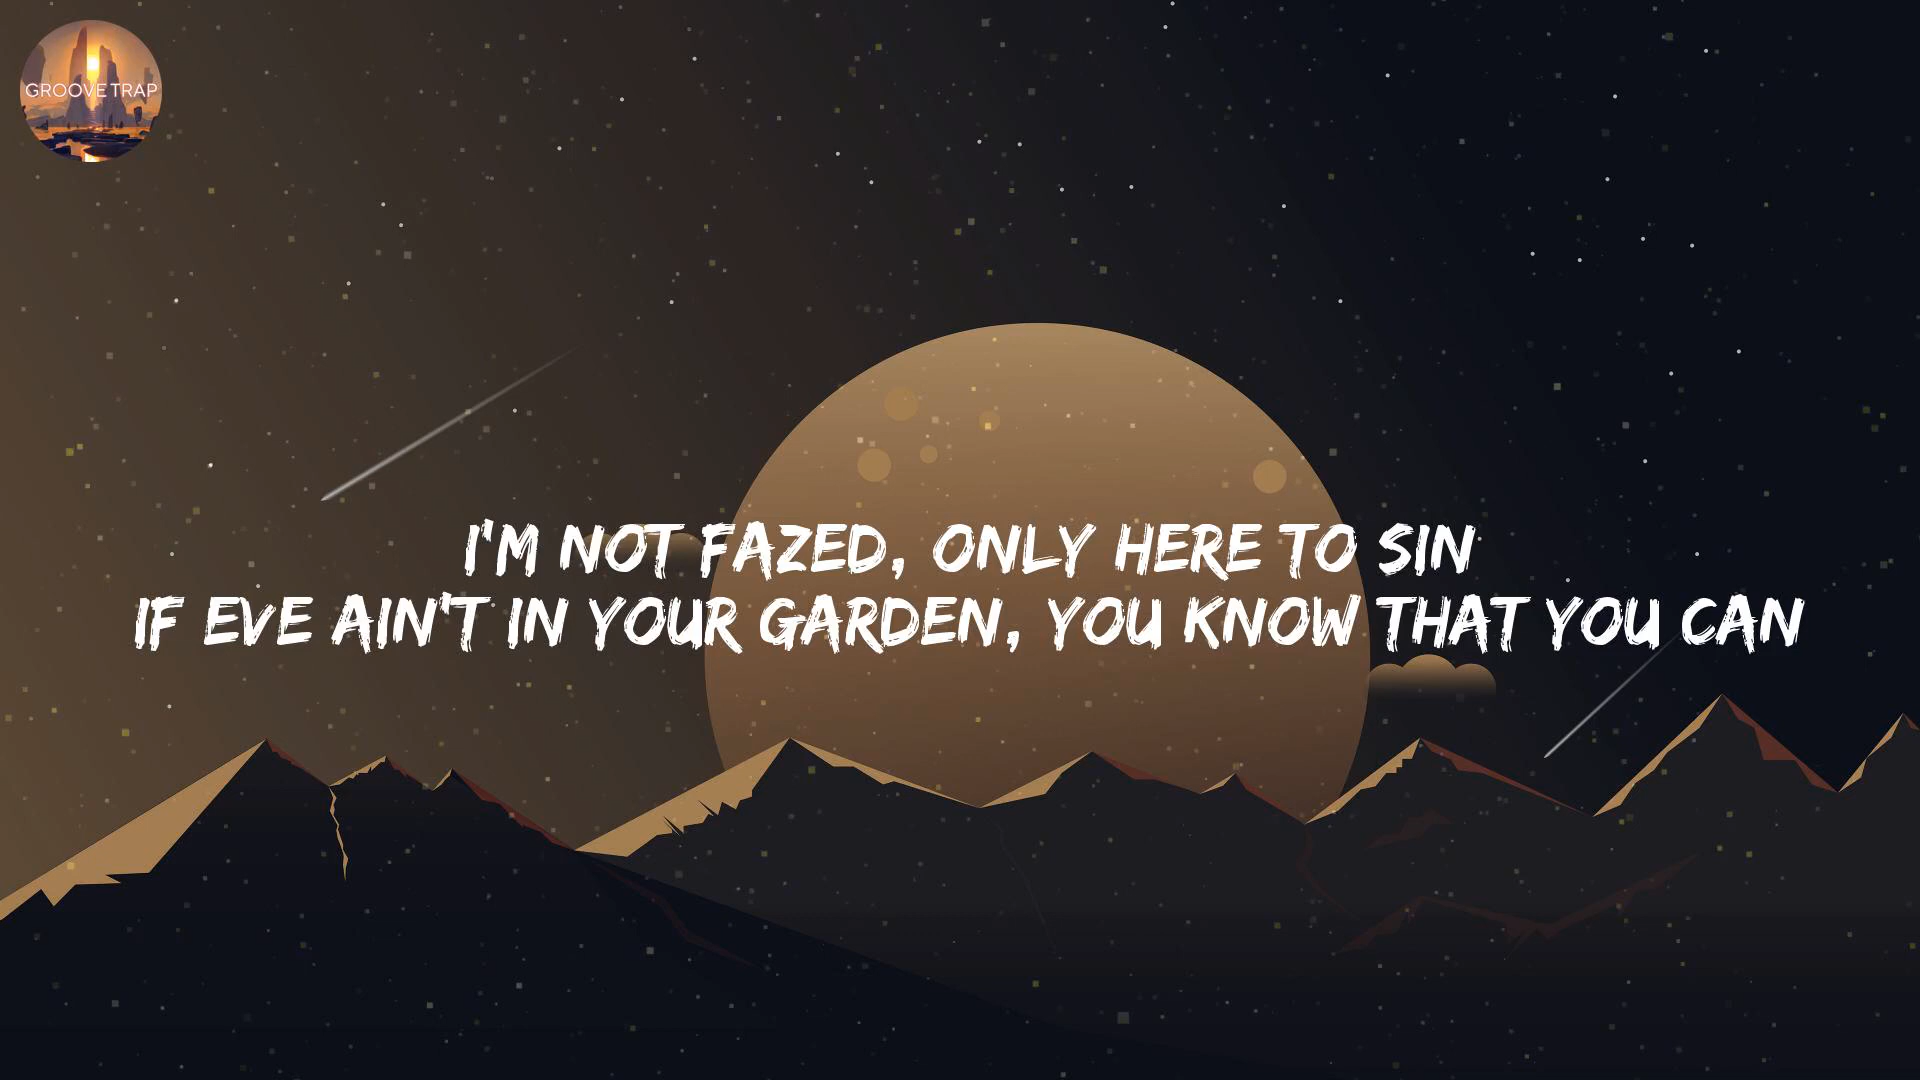 GROOVE TRAP
I'M NOT FAZED, ONLY HERE TO SIN
IF EVE AIN'T IN YOUR GARDEN, YOU KNOW THAT YOU CAN